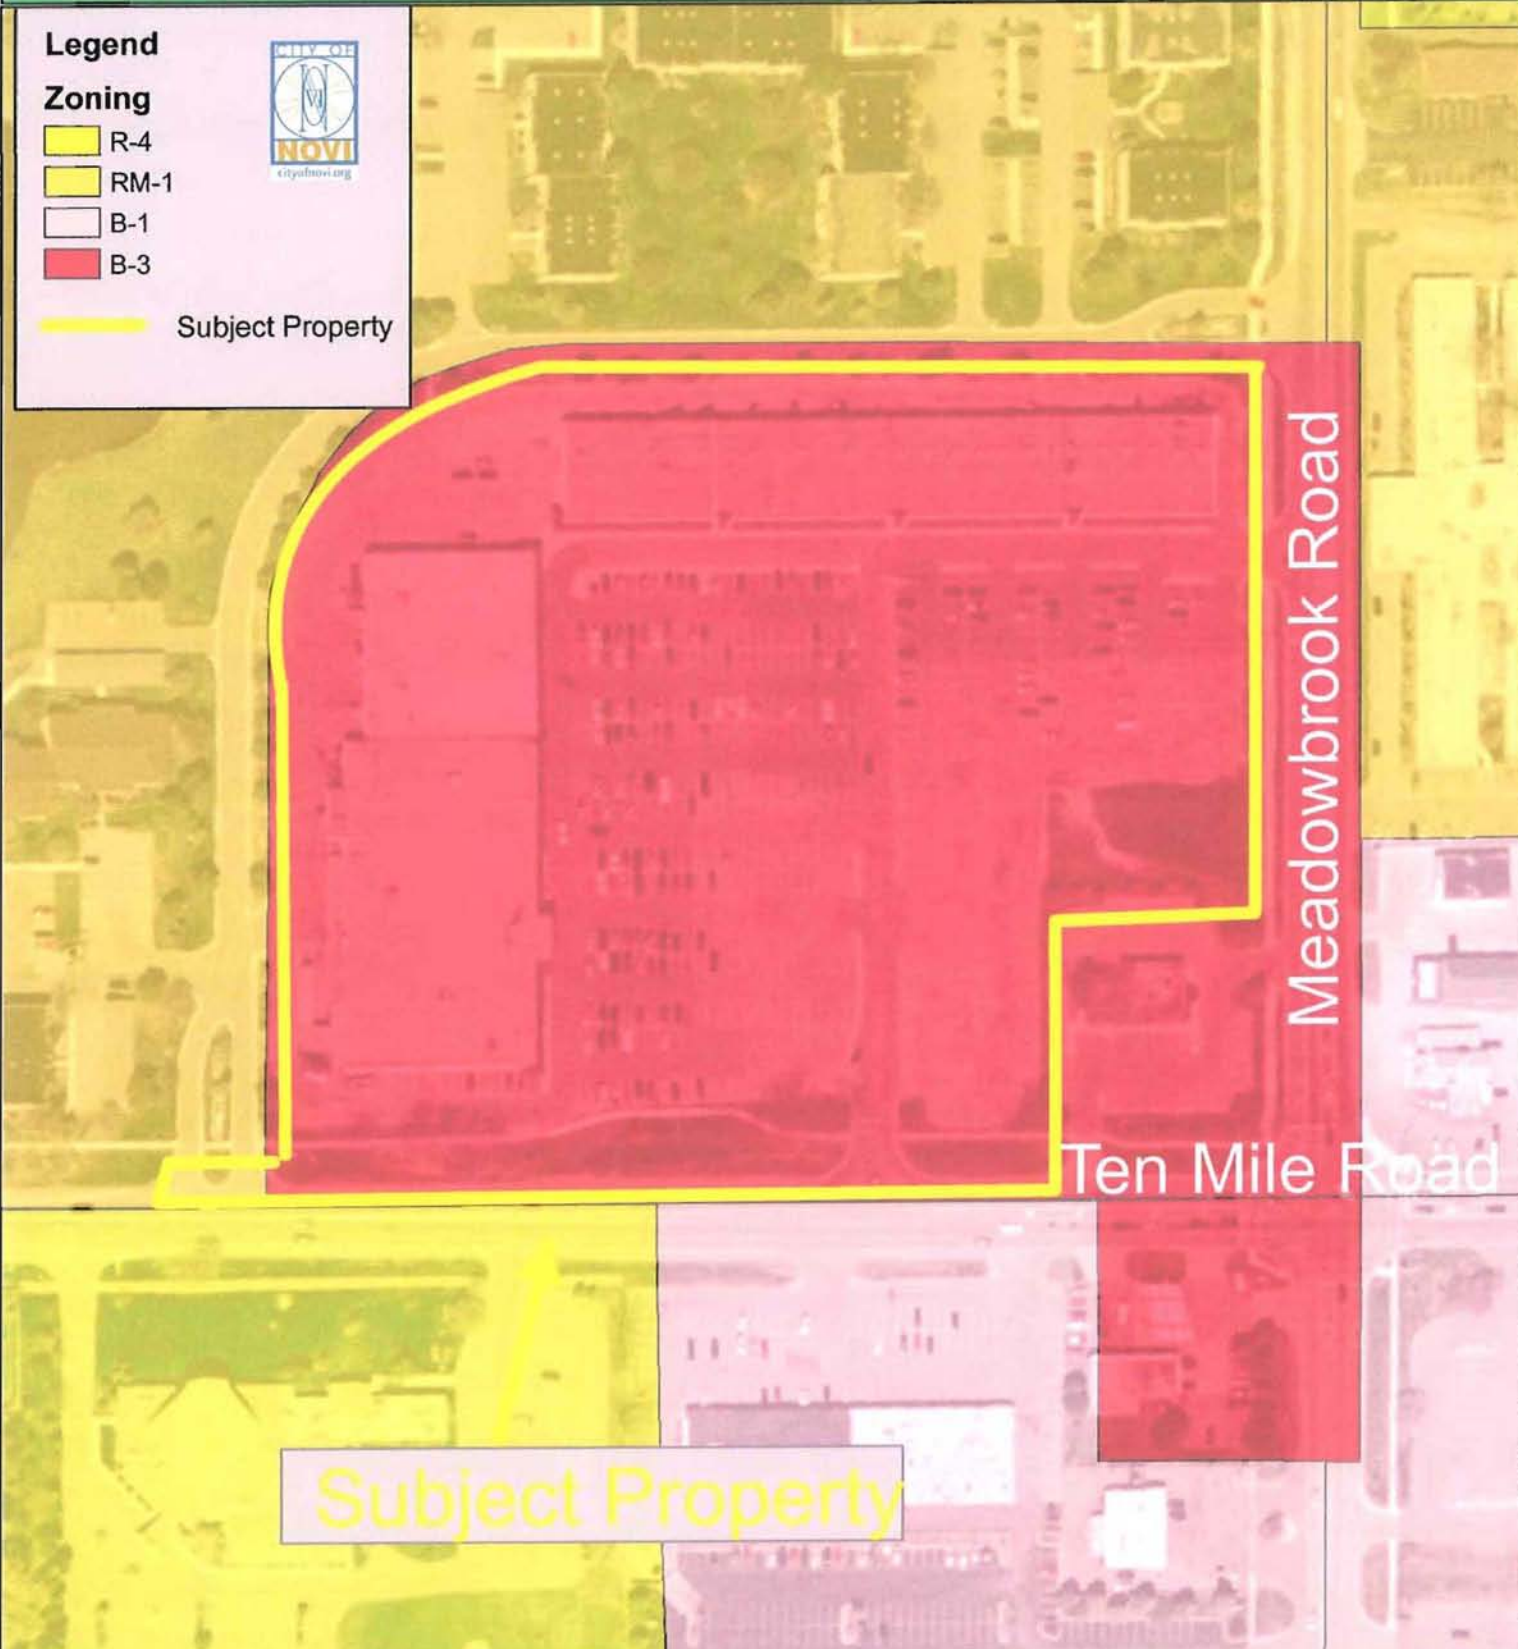 Legend
Zoning
R-4
RM-1
B-1
B-3
Subject Property
CITY OF
NOVI
cityofnovi.org
Meadowbrook Road
Ten Mile Road
Subject Property